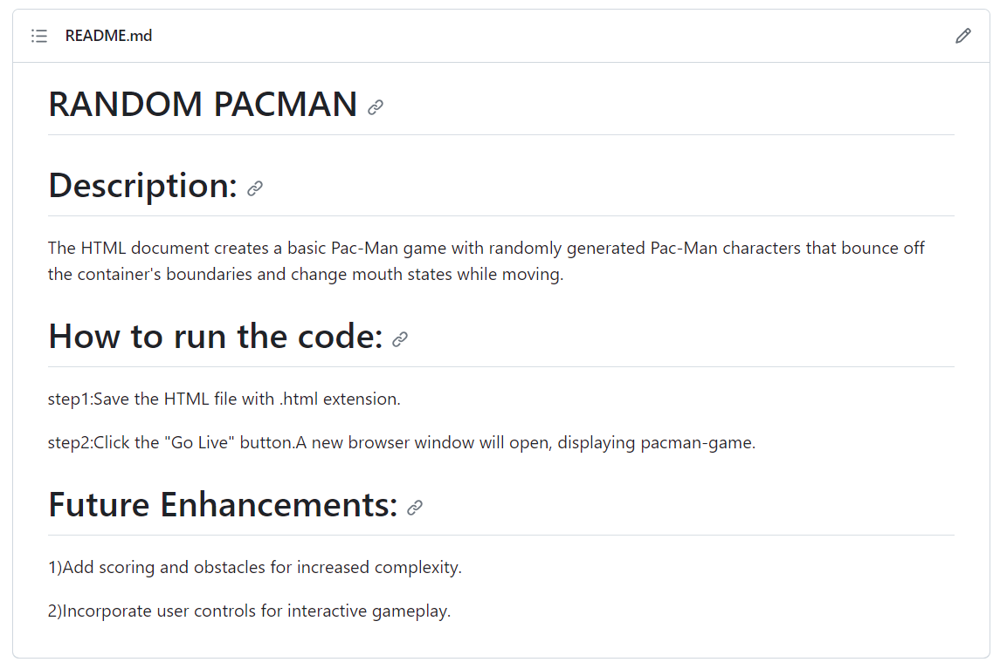 README.md
RANDOM PACMAN
Description:
The HTML document creates a basic Pac-Man game with randomly generated Pac-Man characters that bounce off
the container's boundaries and change mouth states while moving.
How to run the code:
step1:Save the HTML file with .html extension.
step2:Click the "Go Live" button.A new browser window will open, displaying pacman-game.
Future Enhancements:
1)Add scoring and obstacles for increased complexity.
2)Incorporate user controls for interactive gameplay.